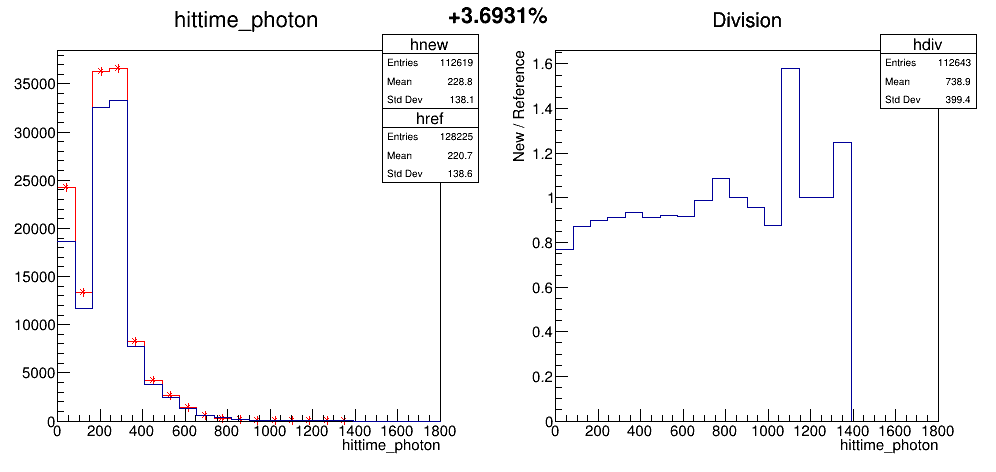 +3.6931%
hittime_photon
hnew
Entries 112619
Mean 228.8
Std Dev 138.1
href
Entries 128225
Mean 220.7
Std Dev 138.6
35000
30000
25000
20000
15000
10000
5000
0
0 200 400 600 800 1000 1200 1400 1600 1800
hittime_photon
Division
hdiv
Entries 112643
Mean 738.9
Std Dev 399.4
New / Reference
1.6
1.4
1.2
1
0.8
0.6
0.4
0.2
0
0 200 400 600 800 1000 1200 1400 1600 1800
hittime_photon